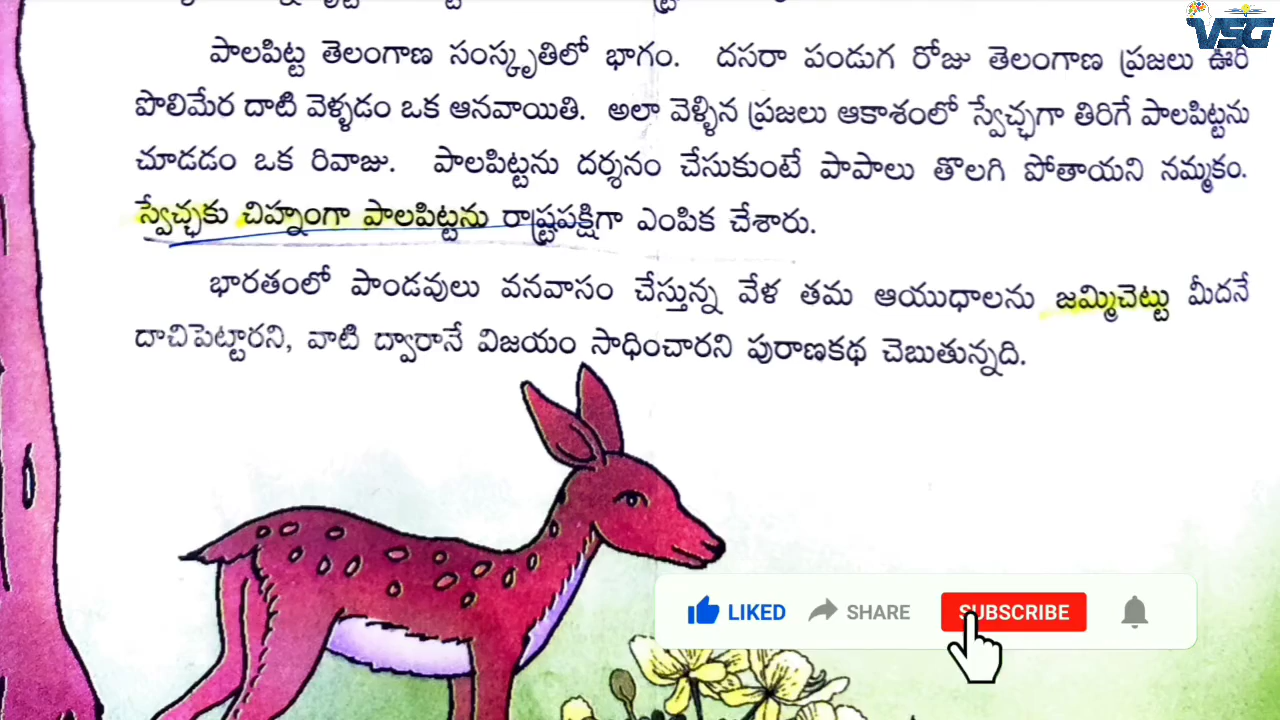 VSG
పాలపిట్ట తెలంగాణ సంస్కృతిలో భాగం. దసరా పండుగ రోజు తెలంగాణ ప్రజలు ఊరి
పొలిమేర దాటి వెళ్ళడం ఒక ఆనవాయితి. అలా వెళ్ళిన ప్రజలు ఆకాశంలో స్వేచ్ఛగా తిరిగే పాలపిట్టను
చూడడం ఒక రివాజు. పాలపిట్టను దర్శనం చేసుకుంటే పాపాలు తొలగి పోతాయని నమ్మకం.
స్వేచ్ఛకు చిహ్నంగా పాలపిట్టను రాష్ట్రపక్షిగా ఎంపిక చేశారు.
భారతంలో పాండవులు వనవాసం చేస్తున్న వేళ తమ ఆయుధాలను జమ్మిచెట్టు మీదనే
దాచిపెట్టారని, వాటి ద్వారానే విజయం సాధించారని పురాణకథ చెబుతున్నది.
LIKED SHARE SUBSCRIBE